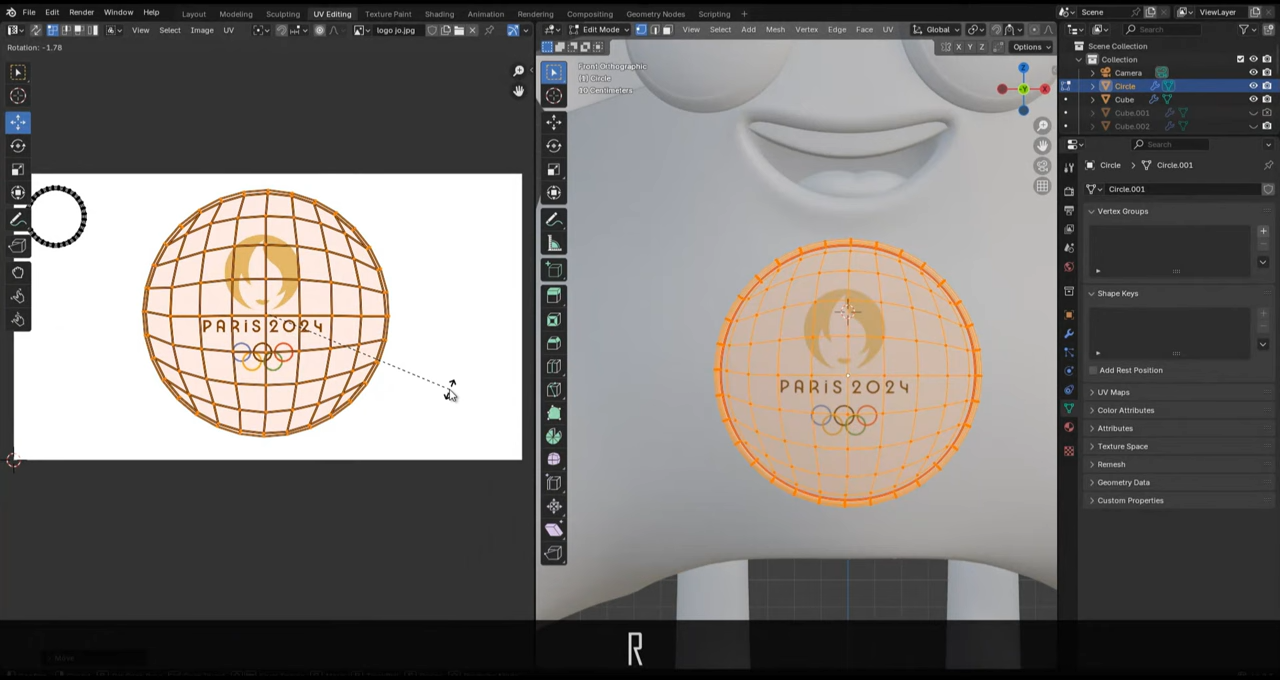 File Edit Render Window Help
Layout Modeling Sculpting UV Editing Texture Paint Shading Animation Rendering Compositing Geometry Nodes Scripting +
Scene
ViewLayer
View Select Image UV
logo jo.jpg
Edit Mode
View Select Add Mesh Vertex Edge Face UV
Global
Search
Rotation: -1.78
X Y Z
Options
Front Orthographic
(1) Circle
10 Centimeters
Z
Y
X
Scene Collection
Collection
Camera
Circle
Cube
Cube.001
Cube.002
Search
Circle
Circle.001
Circle.001
Vertex Groups
Shape Keys
Add Rest Position
UV Maps
Color Attributes
Attributes
Texture Space
Remesh
Geometry Data
Custom Properties
PARIS 2024
PARIS 2024
R
Move